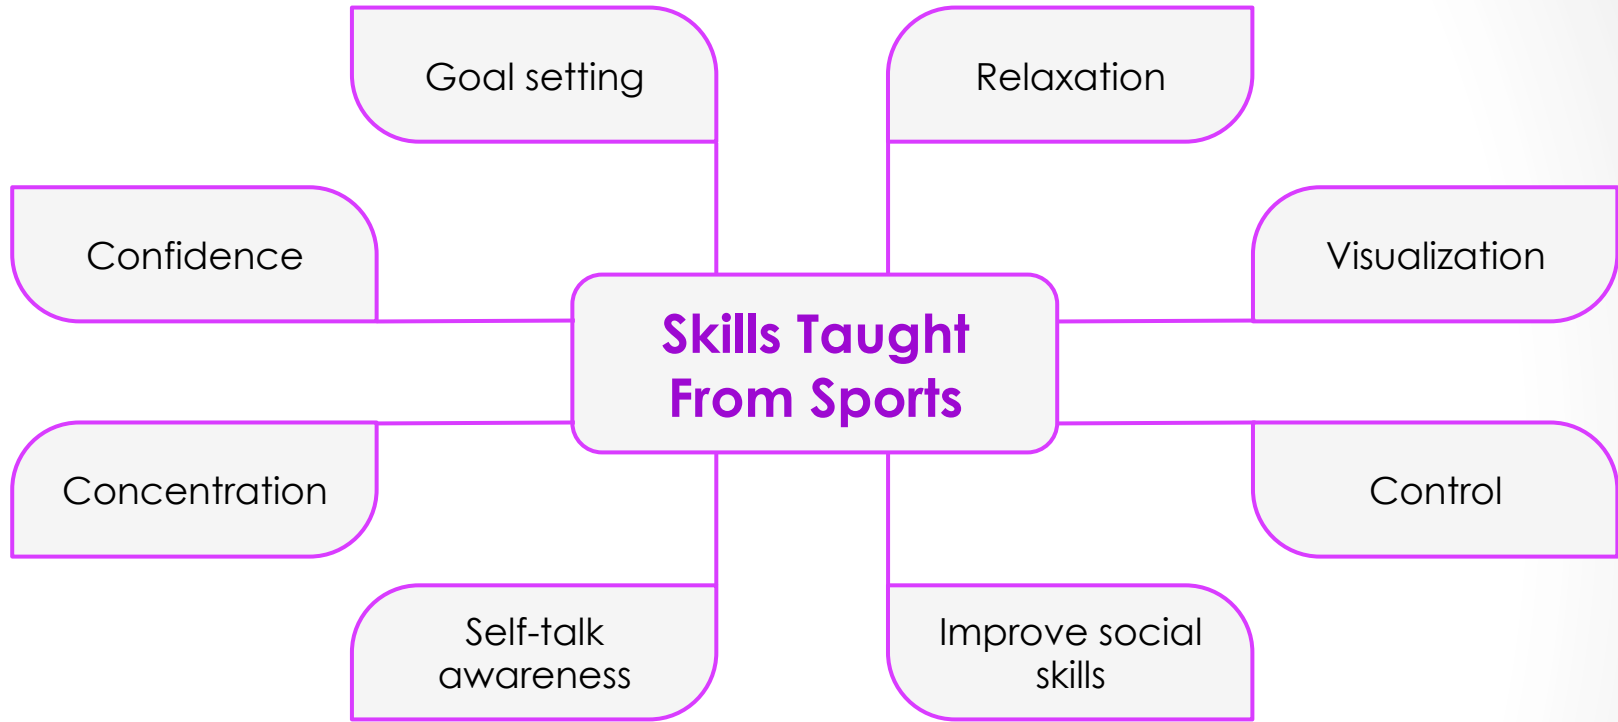 Goal setting
Relaxation
Confidence
Visualization
Skills Taught
From Sports
Concentration
Control
Self-talk
awareness
Improve social
skills